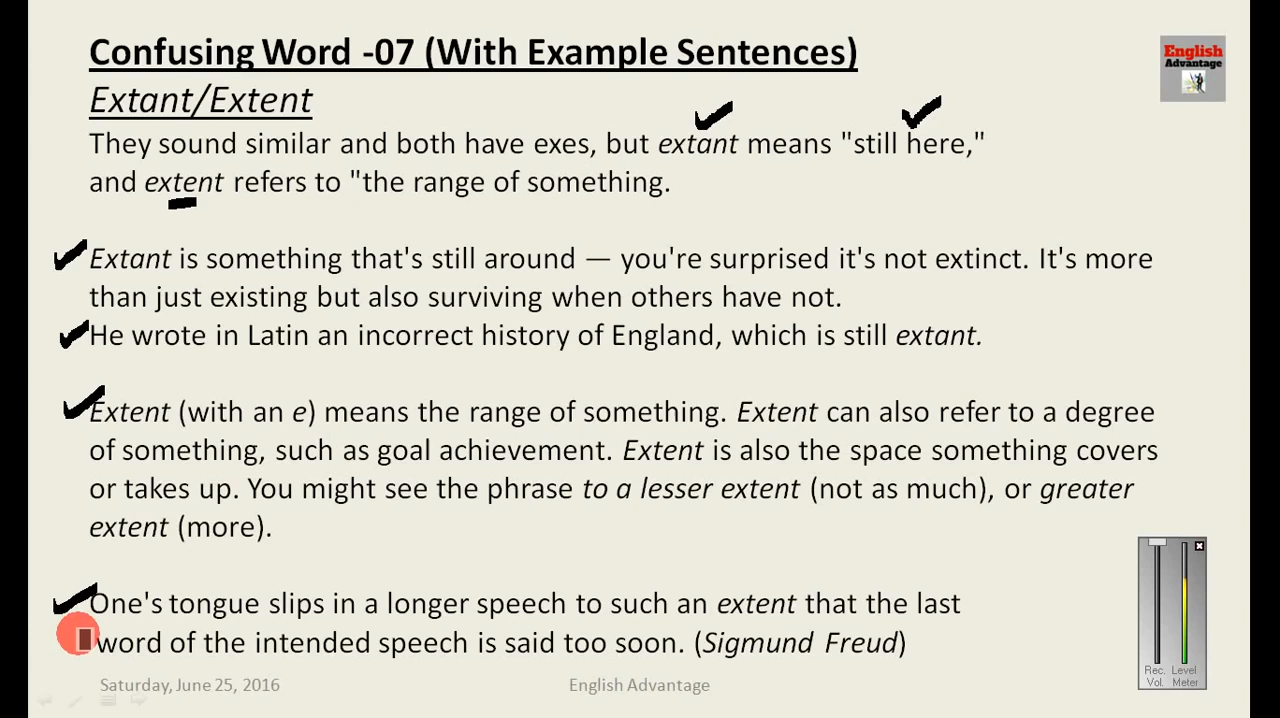 Confusing Word -07 (With Example Sentences)
English
Advantage
Extant/Extent
They sound similar and both have exes, but extant means "still here,"
and extent refers to "the range of something.
Extant is something that's still around — you're surprised it's not extinct. It's more
than just existing but also surviving when others have not.
He wrote in Latin an incorrect history of England, which is still extant.
Extent (with an e) means the range of something. Extent can also refer to a degree
of something, such as goal achievement. Extent is also the space something covers
or takes up. You might see the phrase to a lesser extent (not as much), or greater
extent (more).
One's tongue slips in a longer speech to such an extent that the last
word of the intended speech is said too soon. (Sigmund Freud)
Rec. Level
Vol. Meter
Saturday, June 25, 2016 English Advantage